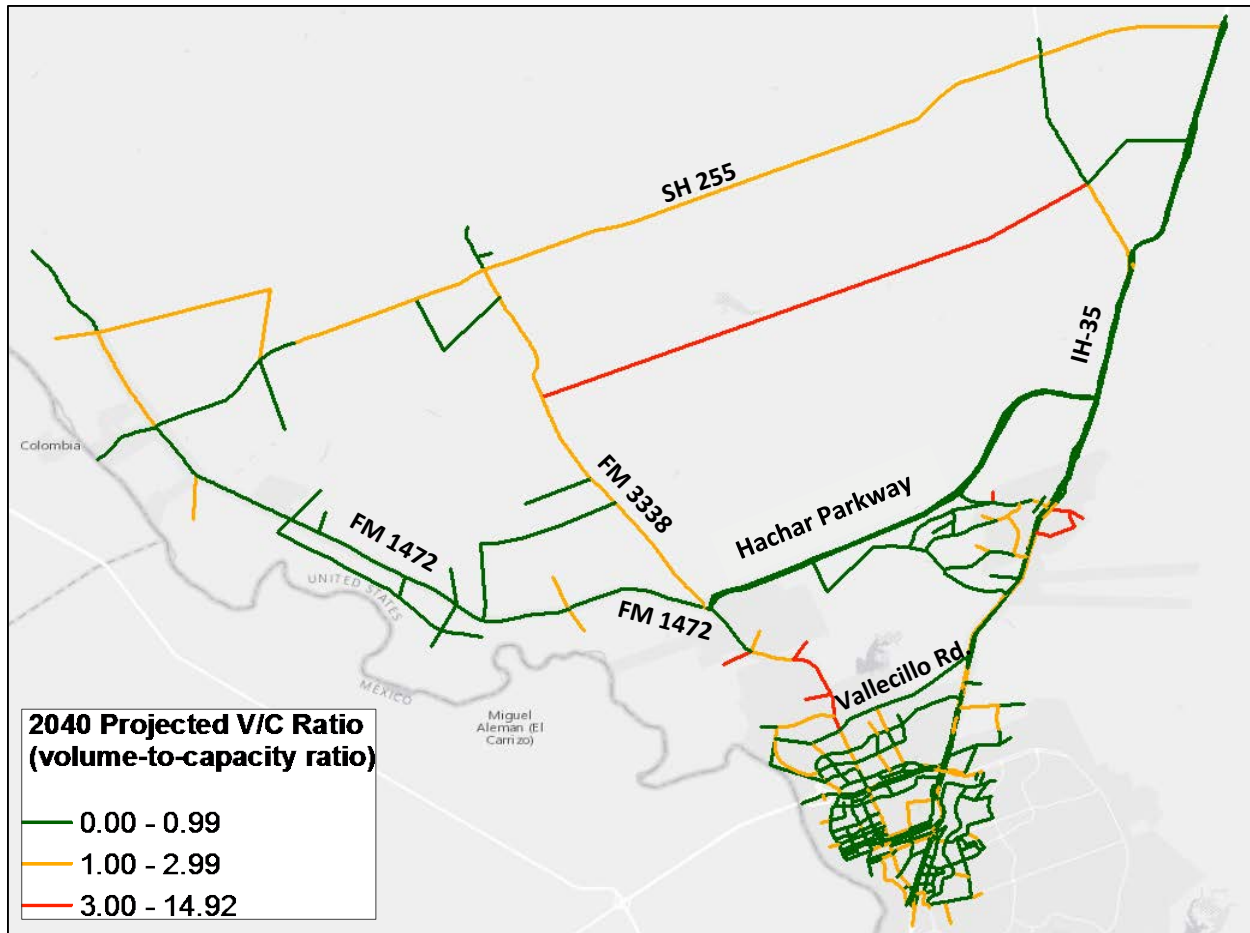 SH 255
IH-35
Colombia
FM 3338
Hachar Parkway
FM 1472
UNITED STATES
FM 1472
Vallecillo Rd.
MÉXICO
Miguel
Aleman (El
Carrizo)
2040 Projected V/C Ratio
(volume-to-capacity ratio)
0.00 - 0.99
1.00 - 2.99
3.00 - 14.92